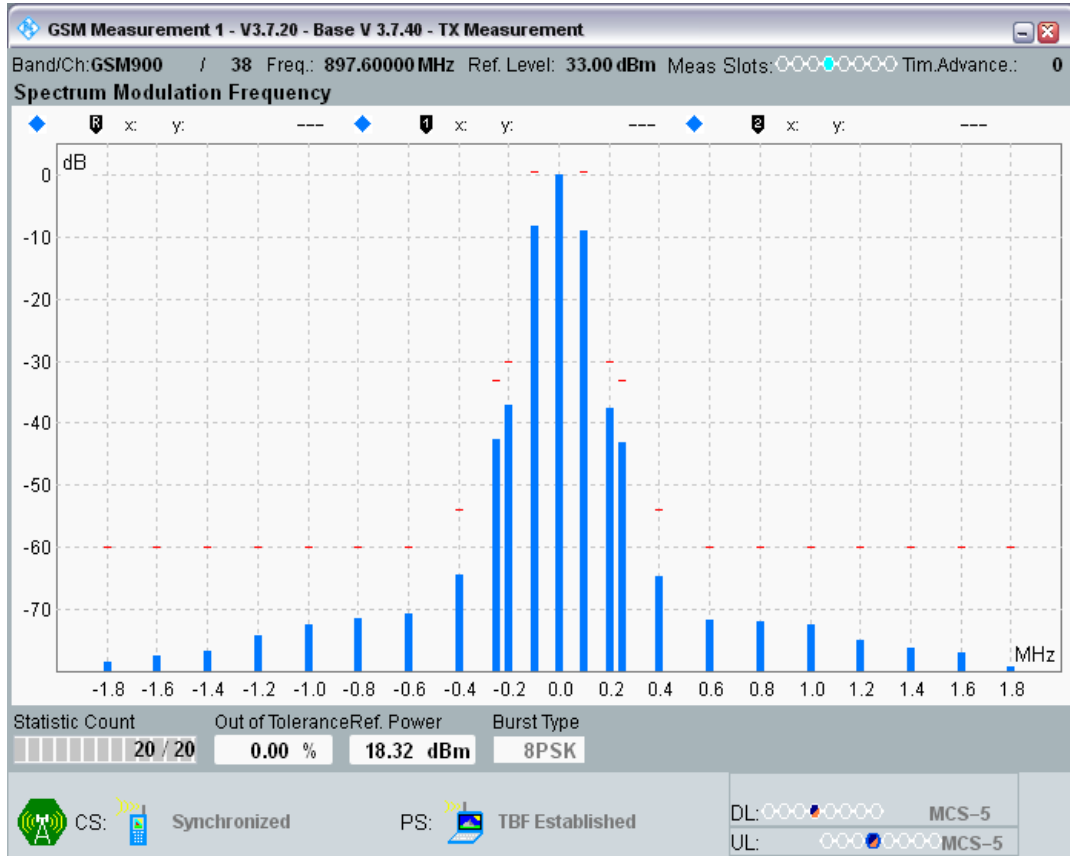 GSM Measurement 1 - V3.7.20 - Base V 3.7.40 - TX Measurement
Band/Ch:GSM900 / 38 Freq.: 897.60000 MHz Ref. Level: 33.00 dBm Meas Slots: Tim.Advance.: 0
Spectrum Modulation Frequency
R x: y: --- 1 x: y: --- 2 x: y: ---
dB
0
-10
-20
-30
-40
-50
-60
-70
MHz
-1.8 -1.6 -1.4 -1.2 -1.0 -0.8 -0.6 -0.4 -0.2 0.0 0.2 0.4 0.6 0.8 1.0 1.2 1.4 1.6 1.8
Statistic Count Out of Tolerance Ref. Power Burst Type
20 / 20 0.00 % 18.32 dBm 8PSK
CS: Synchronized PS: TBF Established
DL: MCS-5
UL: MCS-5